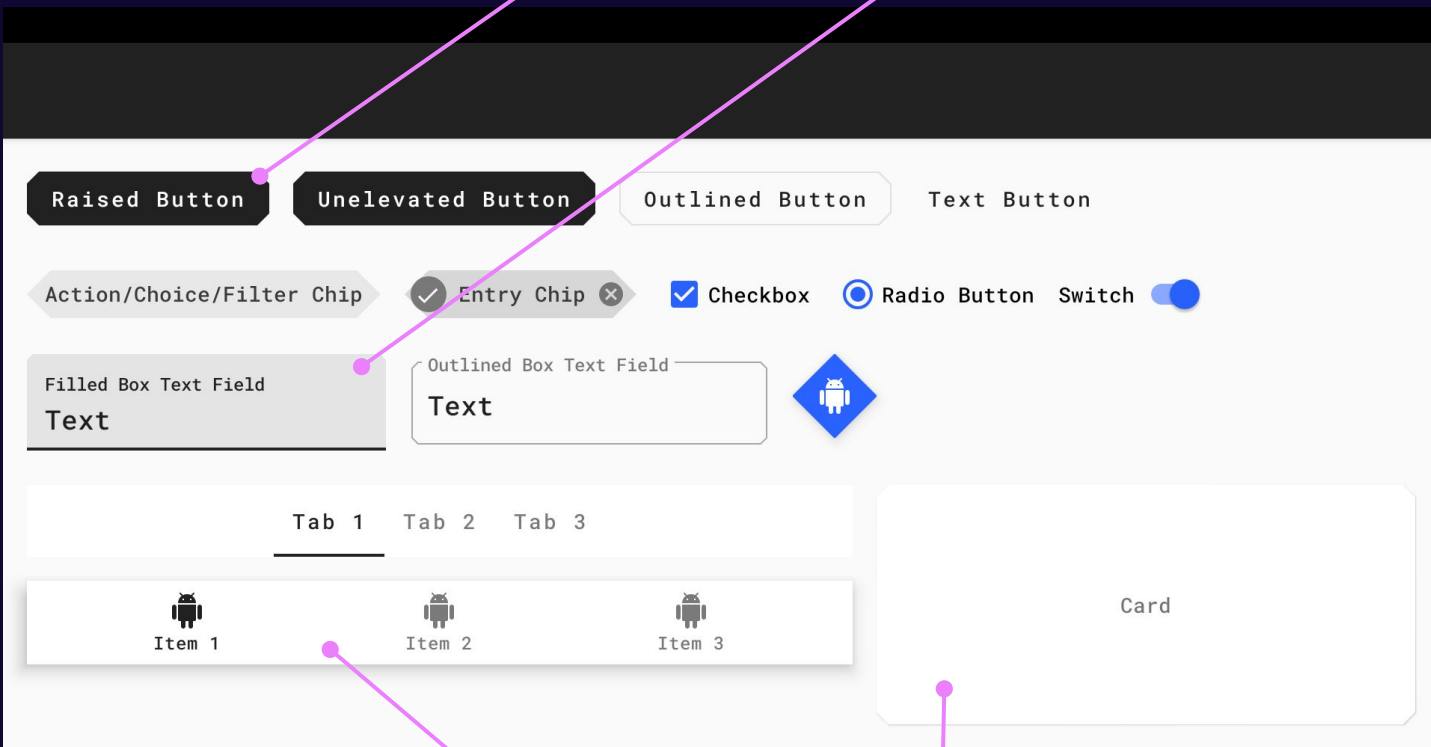 Raised Button
Unelevated Button
Outlined Button
Text Button
Action/Choice/Filter Chip
Entry Chip
Checkbox
Radio Button
Switch
Filled Box Text Field
Text
Outlined Box Text Field
Text
Tab 1
Tab 2
Tab 3
Item 1
Item 2
Item 3
Card